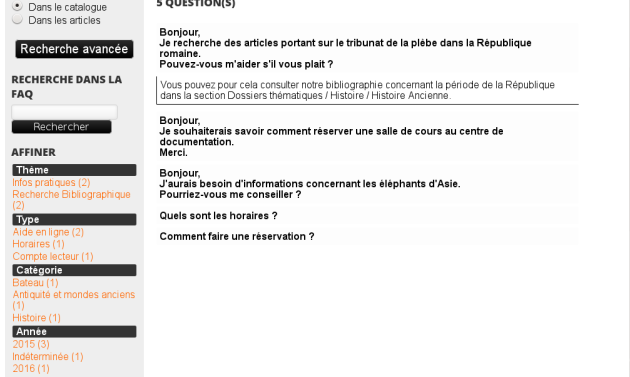 Dans le catalogue
Dans les articles
Recherche avancée
RECHERCHE DANS LA
FAQ
Rechercher
AFFINER
Thème
Infos pratiques (2)
Recherche Bibliographique
(2)
Type
Aide en ligne (2)
Horaires (1)
Compte lecteur (1)
Catégorie
Bateau (1)
Antiquité et mondes anciens
(1)
Histoire (1)
Année
2015 (3)
Indéterminée (1)
2016 (1)
5 QUESTION(S)
Bonjour,
Je recherche des articles portant sur le tribunat de la plèbe dans la République
romaine.
Pouvez-vous m'aider s'il vous plait ?
Vous pouvez pour cela consulter notre bibliographie concernant la période de la République
dans la section Dossiers thématiques / Histoire / Histoire Ancienne.
Bonjour,
Je souhaiterais savoir comment réserver une salle de cours au centre de
documentation.
Merci.
Bonjour,
J'aurais besoin d'informations concernant les éléphants d'Asie.
Pourriez-vous me conseiller ?
Quels sont les horaires ?
Comment faire une réservation ?